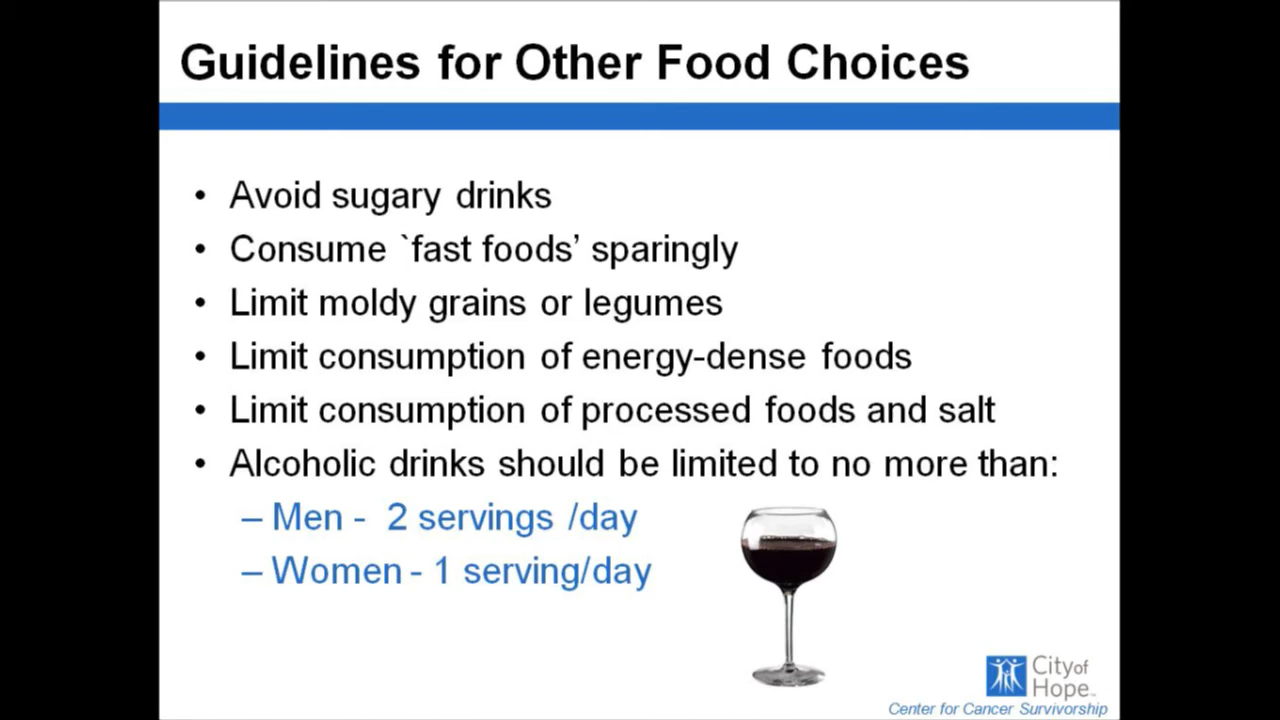 Guidelines for Other Food Choices
• Avoid sugary drinks
• Consume `fast foods’ sparingly
• Limit moldy grains or legumes
• Limit consumption of energy-dense foods
• Limit consumption of processed foods and salt
• Alcoholic drinks should be limited to no more than:
– Men - 2 servings /day
– Women - 1 serving/day
City of
Hope™
Center for Cancer Survivorship